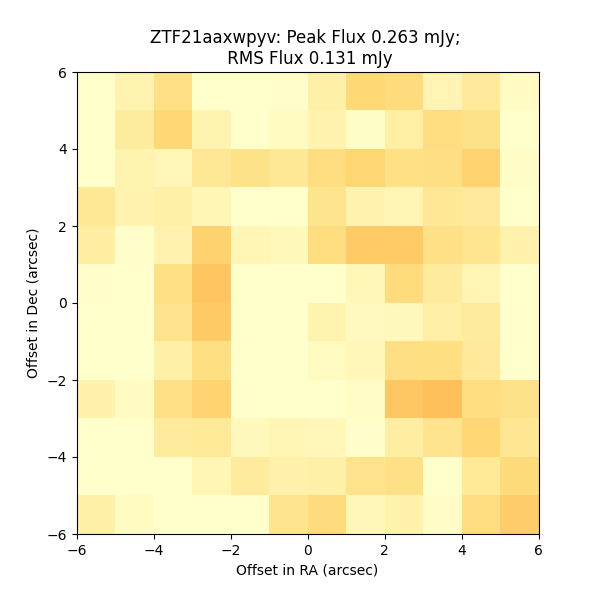 ZTF21aaxwpyv: Peak Flux 0.263 mJy;
RMS Flux 0.131 mJy
6
4
2
0
−2
−4
−6
Offset in Dec (arcsec)
−6 −4 −2 0 2 4 6
Offset in RA (arcsec)